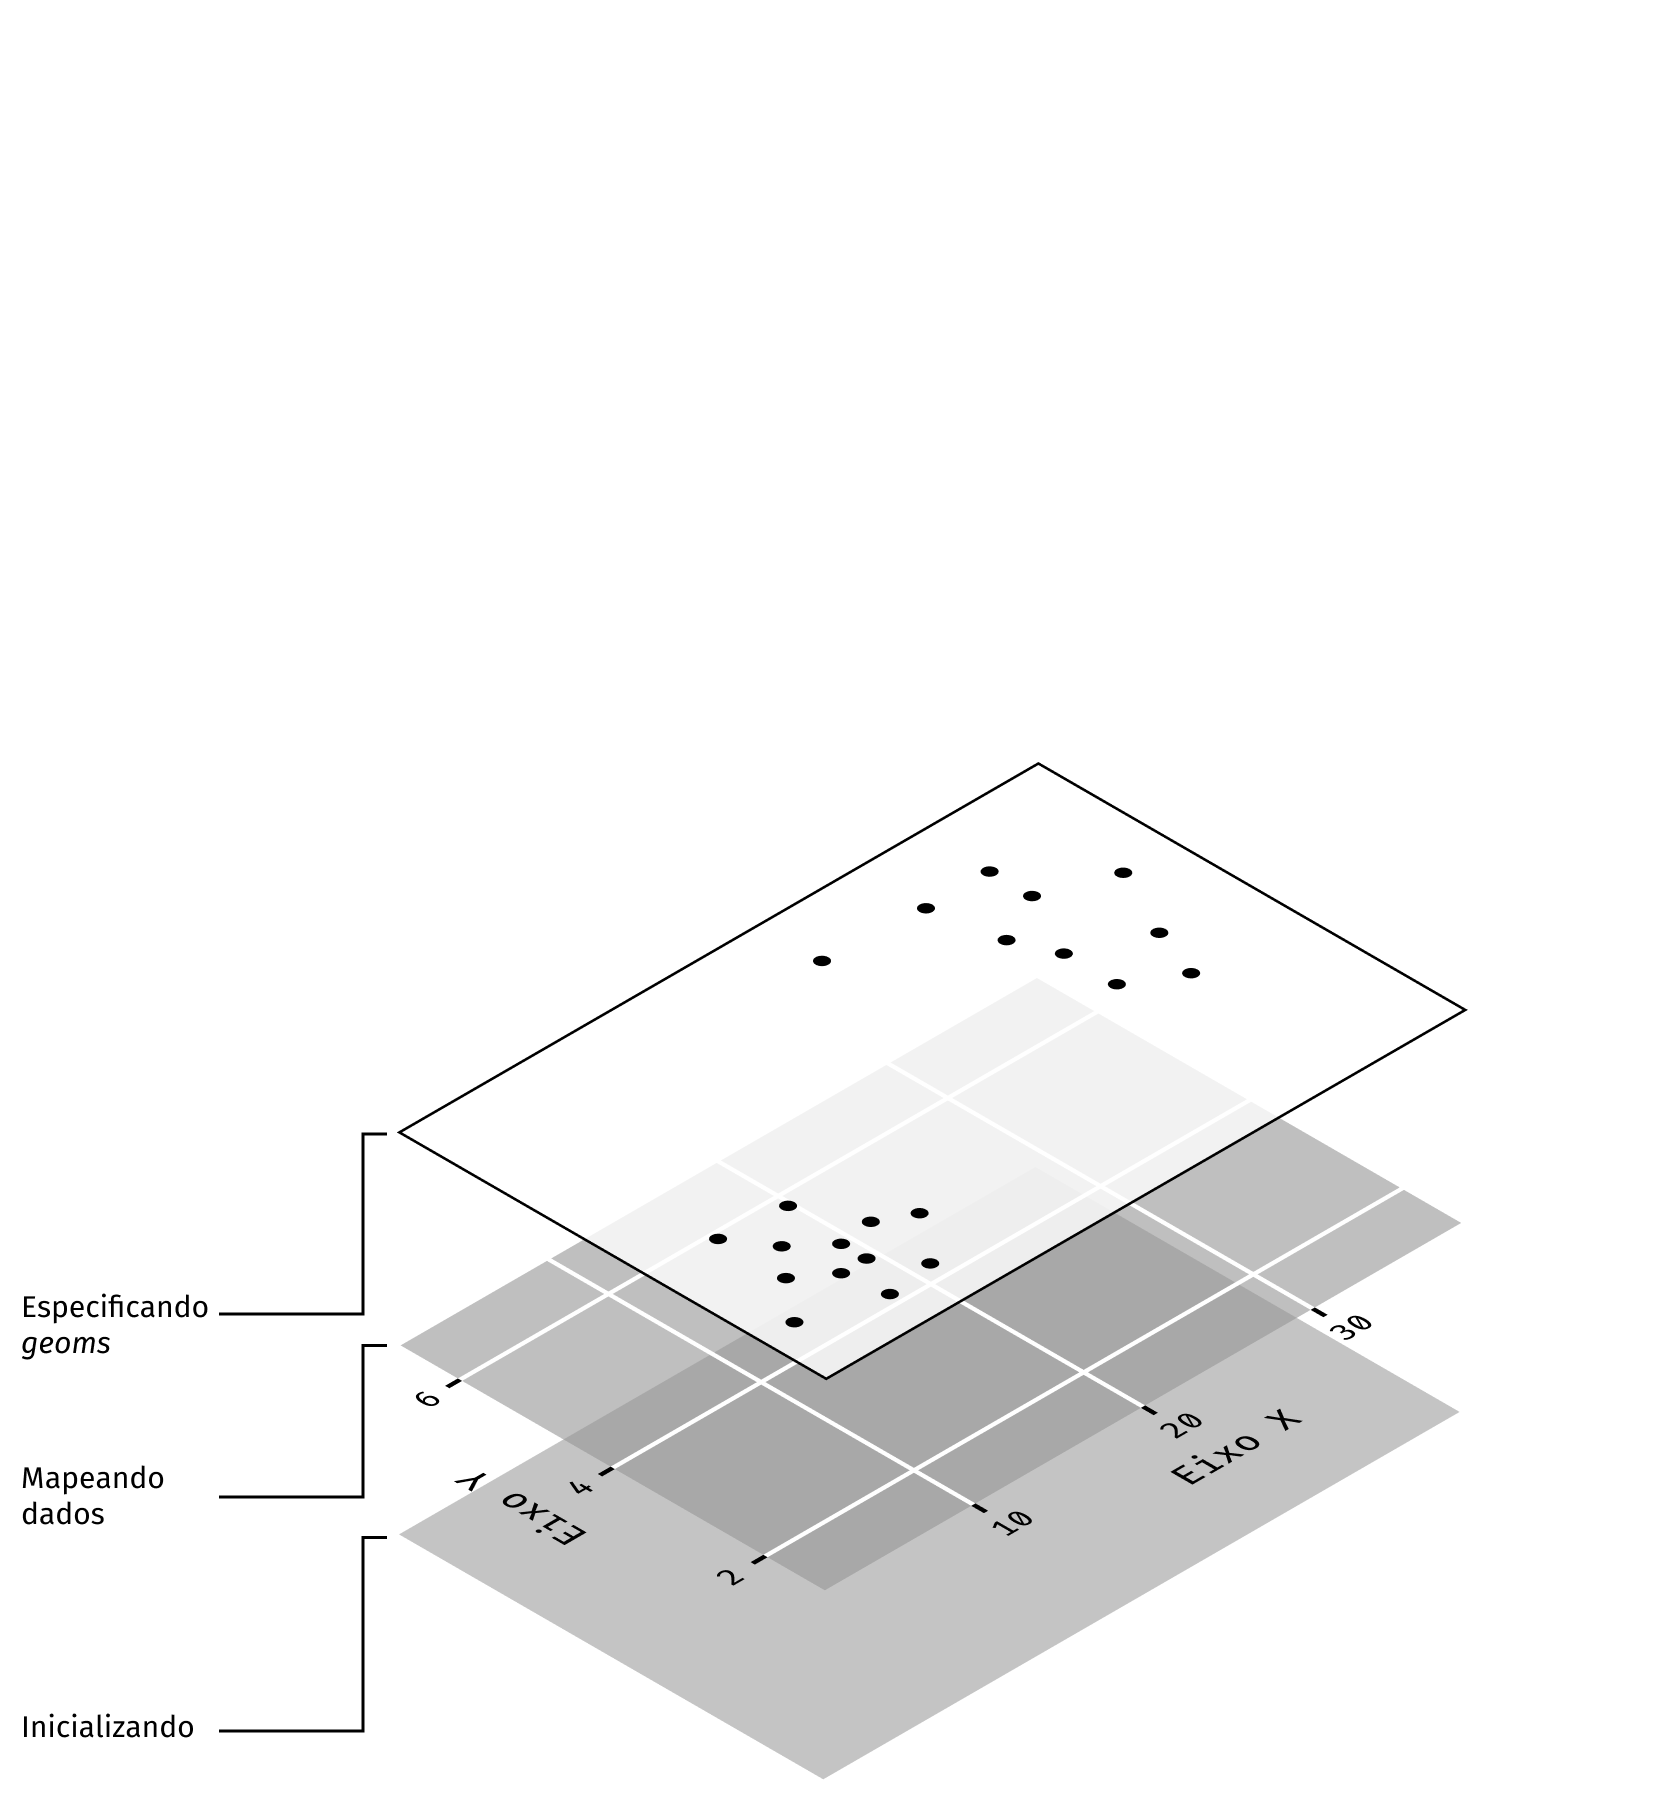 Especificando
geoms
Mapeando
dados
Inicializando
6
4
2
Eixo Y
10
20
30
Eixo X